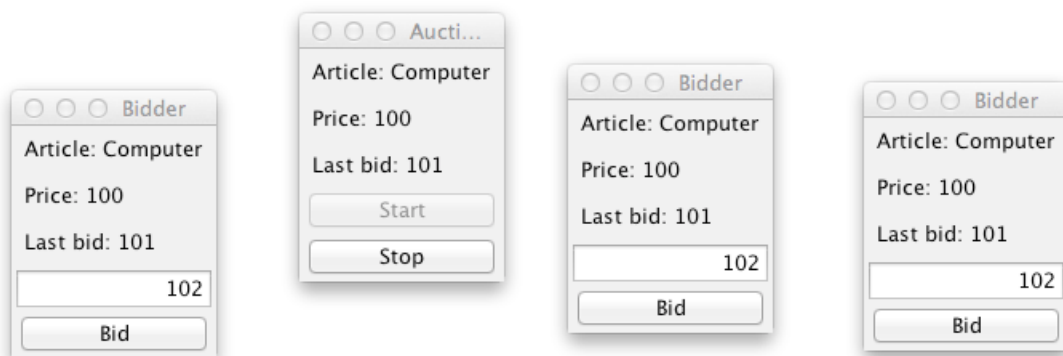 Bidder
Article: Computer
Price: 100
Last bid: 101
102
Bid
Aucti...
Article: Computer
Price: 100
Last bid: 101
Start
Stop
Bidder
Article: Computer
Price: 100
Last bid: 101
102
Bid
Bidder
Article: Computer
Price: 100
Last bid: 101
102
Bid